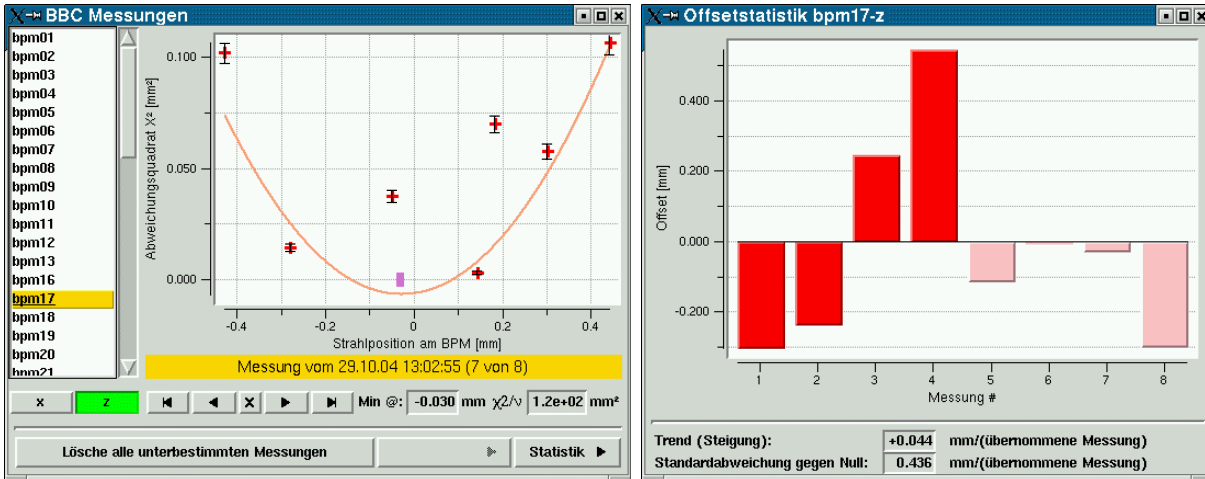 BBC Messungen
bpm01
bpm02
bpm03
bpm04
bpm05
bpm06
bpm07
bpm08
bpm09
bpm10
bpm11
bpm12
bpm13
bpm16
bpm17
bpm18
bpm19
bpm20
bpm21
Abweichungsquadrat X² [mm²]
0.100
0.050
0.000
-0.4 -0.2 0 0.2 0.4
Strahlposition am BPM [mm]
Messung vom 29.10.04 13:02:55 (7 von 8)
x z X Min @: -0.030 mm χ2/ν 1.2e+02 mm²
Lösche alle unterbestimmten Messungen Statistik
Offsetstatistik bpm17-z
Offset [mm]
0.400
0.200
0.000
-0.200
1 2 3 4 5 6 7 8
Messung #
Trend (Steigung): +0.044 mm/(übernommene Messung)
Standardabweichung gegen Null: 0.436 mm/(übernommene Messung)